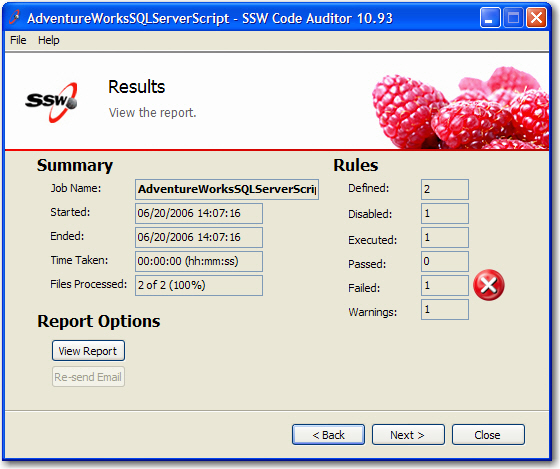 AdventureWorksSQLServerScript - SSW Code Auditor 10.93
File Help
SSW
Results
View the report.
Summary
Job Name: AdventureWorksSQLServerScri
Started: 06/20/2006 14:07:16
Ended: 06/20/2006 14:07:16
Time Taken: 00:00:00 (hh:mm:ss)
Files Processed: 2 of 2 (100%)
Rules
Defined: 2
Disabled: 1
Executed: 1
Passed: 0
Failed: 1
Warnings: 1
Report Options
View Report
Re-send Email
< Back Next > Close